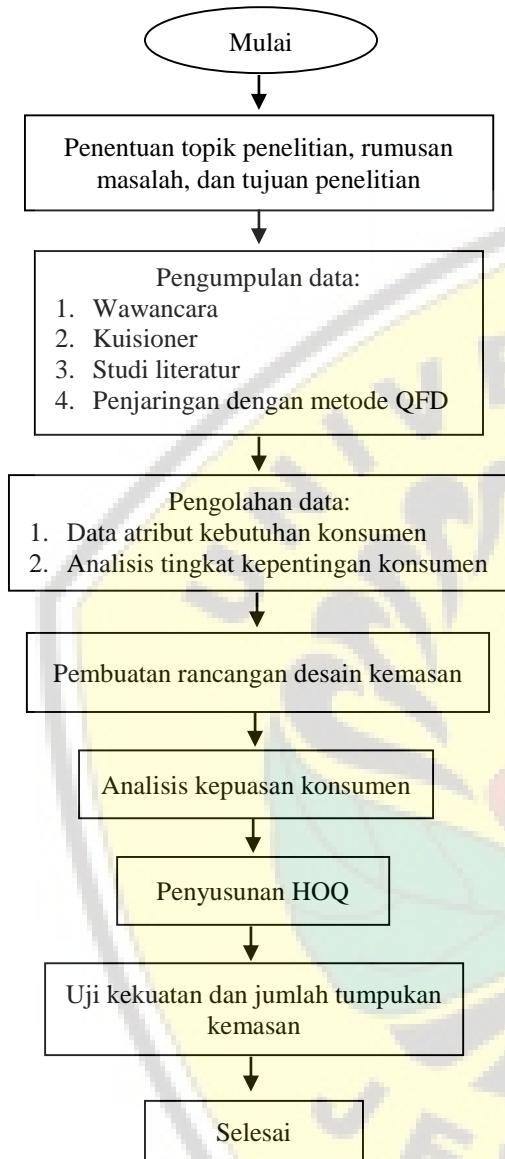 Mulai
Penentuan topik penelitian, rumusan
masalah, dan tujuan penelitian
Pengumpulan data:
1. Wawancara
2. Kuisioner
3. Studi literatur
4. Penjaringan dengan metode QFD
Pengolahan data:
1. Data atribut kebutuhan konsumen
2. Analisis tingkat kepentingan konsumen
Pembuatan rancangan desain kemasan
Analisis kepuasan konsumen
Penyusunan HOQ
Uji kekuatan dan jumlah tumpukan
kemasan
Selesai